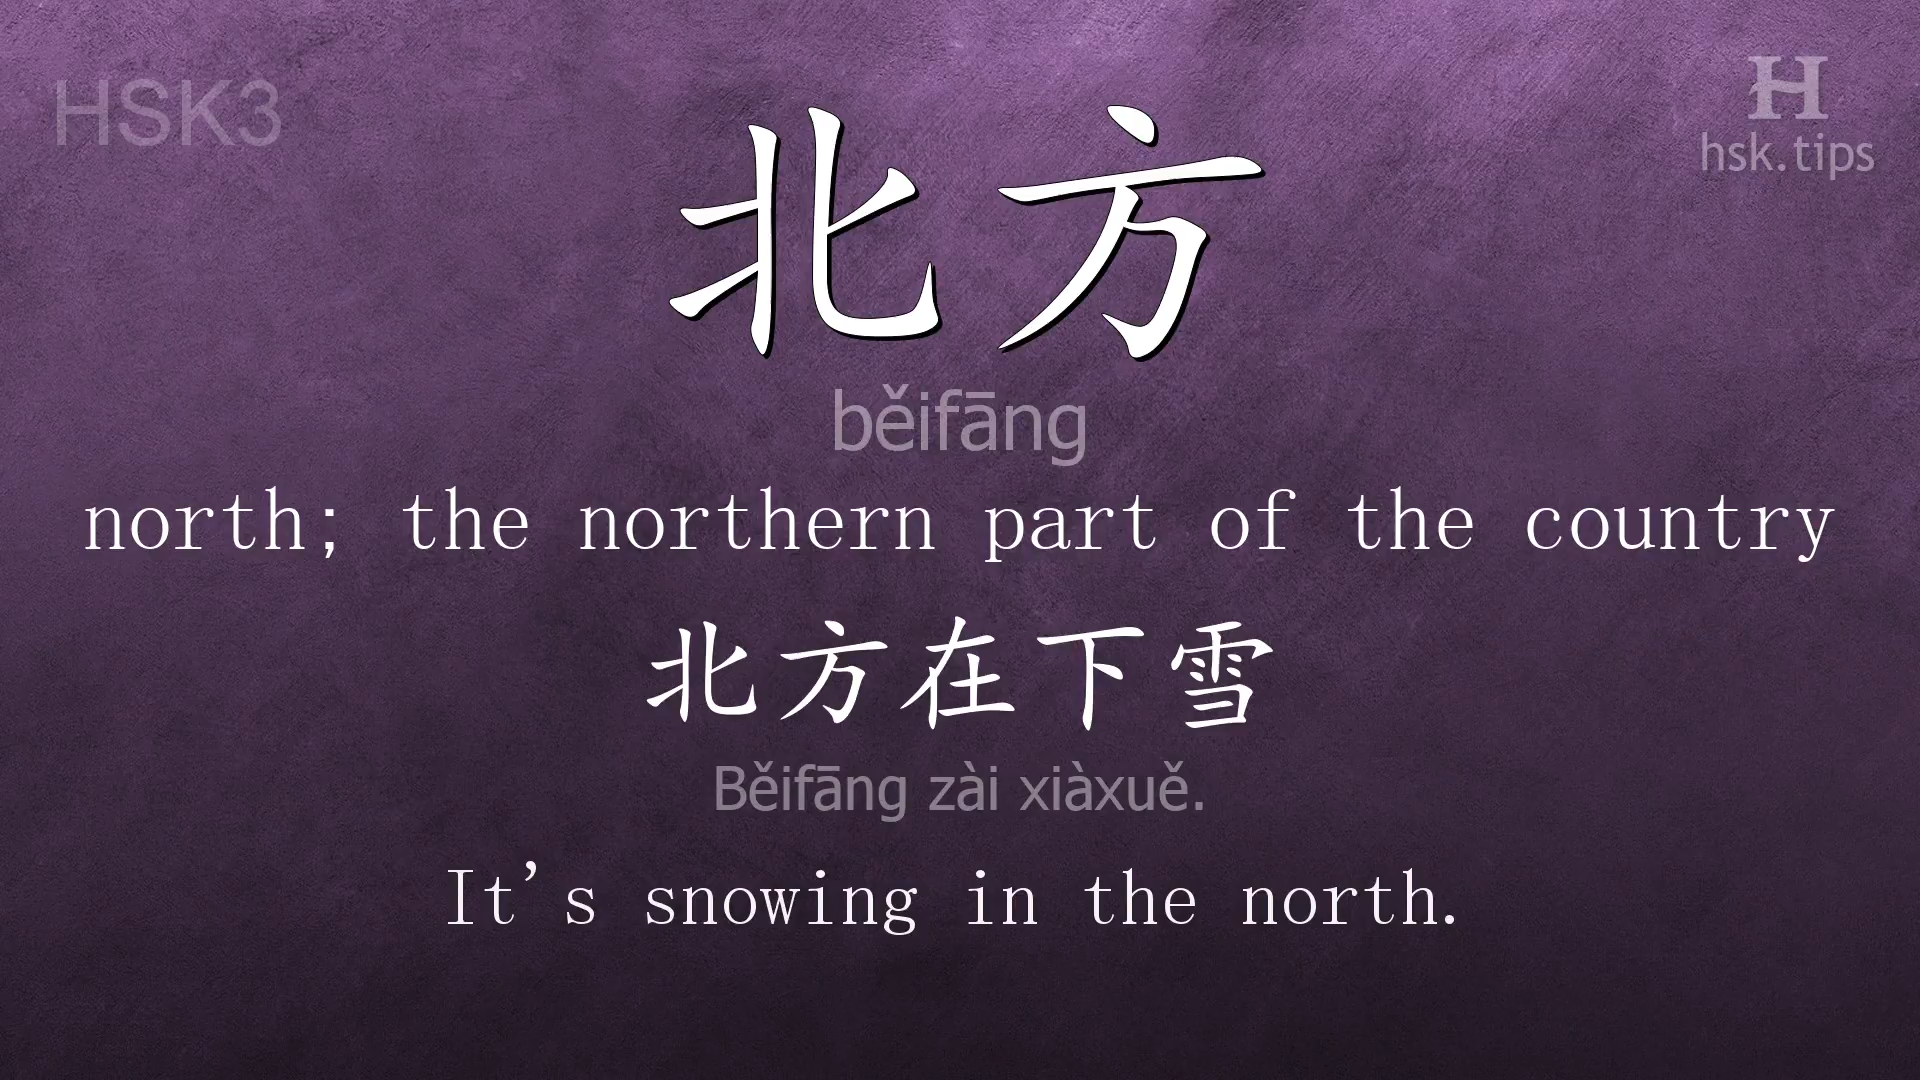 HSK3
H
hsk.tips
北方
běifāng
north; the northern part of the country
北方在下雪
Běifāng zài xiàxuě.
It's snowing in the north.